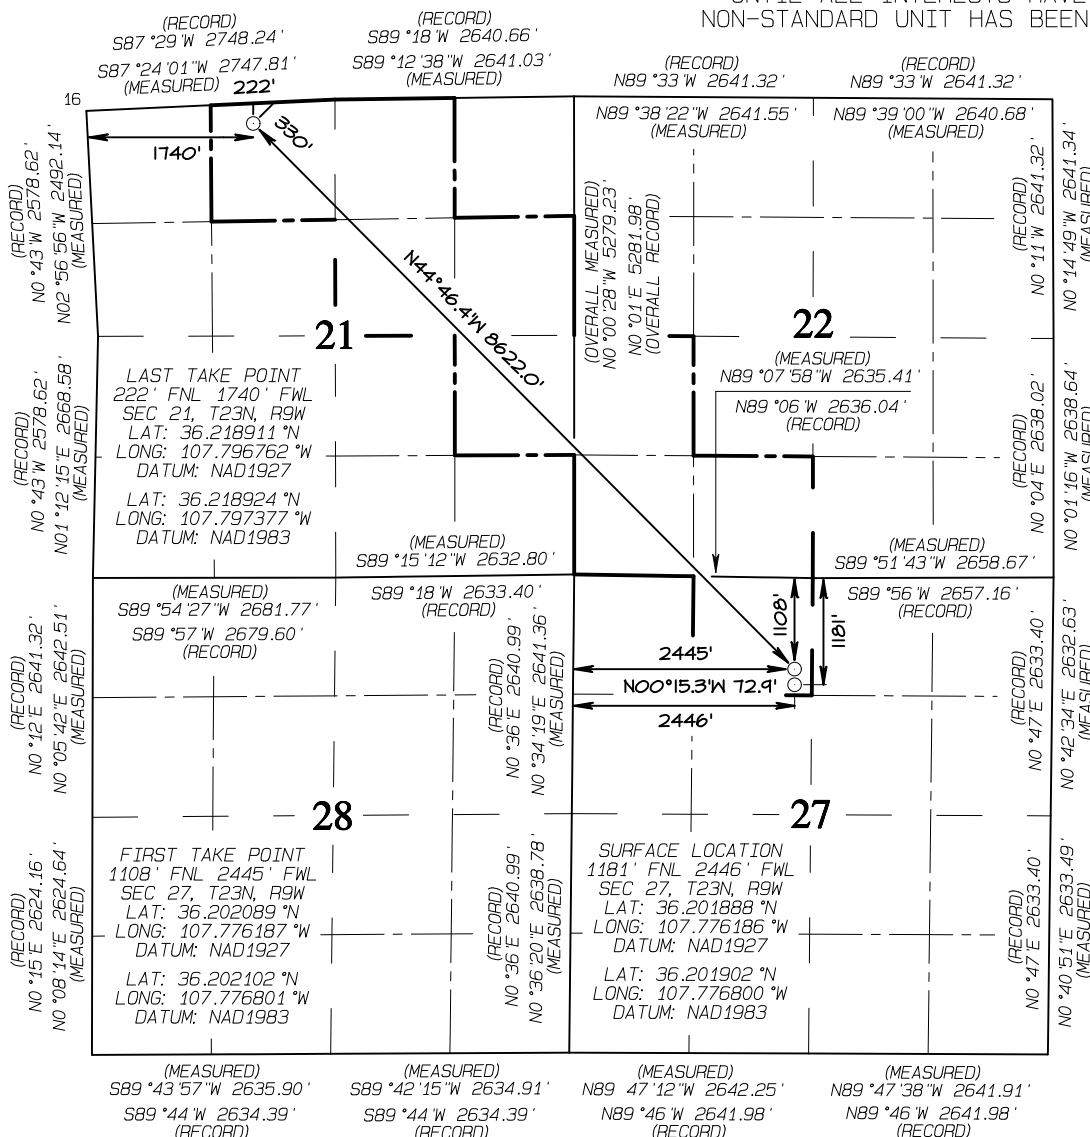 UNTIL ALL INTERESTS HAVE
NON-STANDARD UNIT HAS BEEN
(RECORD)
S87°29'W 2748.24'
S87°24'01"W 2747.81'
(MEASURED)
(RECORD)
S89°18'W 2640.66'
S89°12'38"W 2641.03'
(MEASURED)
(RECORD)
N89°33'W 2641.32'
N89°38'22"W 2641.55'
(MEASURED)
(RECORD)
N89°33'W 2641.32'
N89°39'00"W 2640.68'
(MEASURED)
16
222'
330'
1740'
(RECORD)
N0°43'W 2578.62'
N02°56'56"W 2492.14'
(MEASURED)
N44°46.4'W 8622.0'
(OVERALL MEASURED)
N0°00'28"W 5279.23'
N0°01'E 5281.98'
(OVERALL RECORD)
(RECORD)
N0°11'W 2641.32'
N0°14'49"W 2641.34'
(MEASURED)
21
22
(MEASURED)
N89°07'58"W 2635.41'
N89°06'W 2636.04'
(RECORD)
LAST TAKE POINT
222' FNL 1740' FWL
SEC 21, T23N, R9W
LAT: 36.218911°N
LONG: 107.796762°W
DATUM: NAD1927
LAT: 36.218924°N
LONG: 107.797377°W
DATUM: NAD1983
(RECORD)
N0°43'W 2578.62'
N01°12'15"E 2668.58'
(MEASURED)
(RECORD)
N0°04'E 2638.02'
N0°01'16"W 2638.64'
(MEASURED)
(MEASURED)
S89°15'12"W 2632.80'
S89°18'W 2633.40'
(RECORD)
(MEASURED)
S89°51'43"W 2658.67'
S89°56'W 2657.16'
(RECORD)
(MEASURED)
S89°54'27"W 2681.77'
S89°57'W 2679.60'
(RECORD)
1108'
1181'
2445'
N00°15.3'W 72.9'
2446'
(RECORD)
N0°12'E 2641.32'
N0°05'42"E 2642.51'
(MEASURED)
N0°36'E 2640.99'
N0°34'19"E 2641.36'
(MEASURED)
(RECORD)
N0°47'E 2633.40'
N0°42'34"E 2632.63'
(MEASURED)
28
27
FIRST TAKE POINT
1108' FNL 2445' FWL
SEC 27, T23N, R9W
LAT: 36.202089°N
LONG: 107.776187°W
DATUM: NAD1927
LAT: 36.202102°N
LONG: 107.776801°W
DATUM: NAD1983
SURFACE LOCATION
1181' FNL 2446' FWL
SEC 27, T23N, R9W
LAT: 36.201888°N
LONG: 107.776186°W
DATUM: NAD1927
LAT: 36.201902°N
LONG: 107.776800°W
DATUM: NAD1983
(RECORD)
N0°15'E 2624.16'
N0°08'14"E 2624.64'
(MEASURED)
(RECORD)
N0°36'E 2640.99'
N0°36'20"E 2638.78'
(MEASURED)
(RECORD)
N0°47'E 2633.40'
N0°40'51"E 2633.49'
(MEASURED)
(RECORD)
(MEASURED)
S89°43'57"W 2635.90'
S89°44'W 2634.39'
(RECORD)
(MEASURED)
S89°42'15"W 2634.91'
S89°44'W 2634.39'
(RECORD)
(MEASURED)
N89 47'12"W 2642.25'
N89°46'W 2641.98'
(RECORD)
(MEASURED)
N89°47'38"W 2641.91'
N89°46'W 2641.98'
(RECORD)